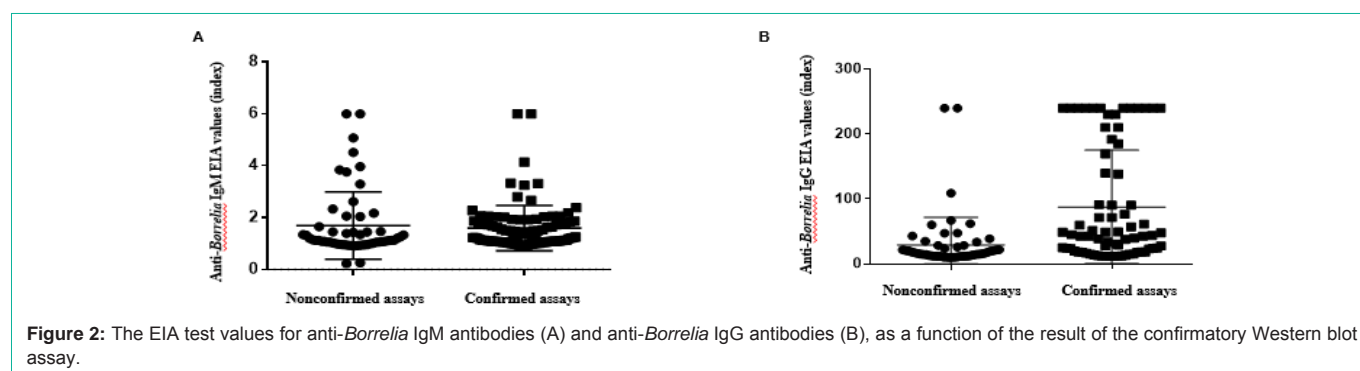 A
Anti-Borrelia IgM EIA values (index)
8
6
4
2
0
Nonconfirmed assays
Confirmed assays
B
Anti-Borrelia IgG EIA values (index)
300
200
100
0
Nonconfirmed assays
Confirmed assays
Figure 2: The EIA test values for anti-Borrelia IgM antibodies (A) and anti-Borrelia IgG antibodies (B), as a function of the result of the confirmatory Western blot
assay.